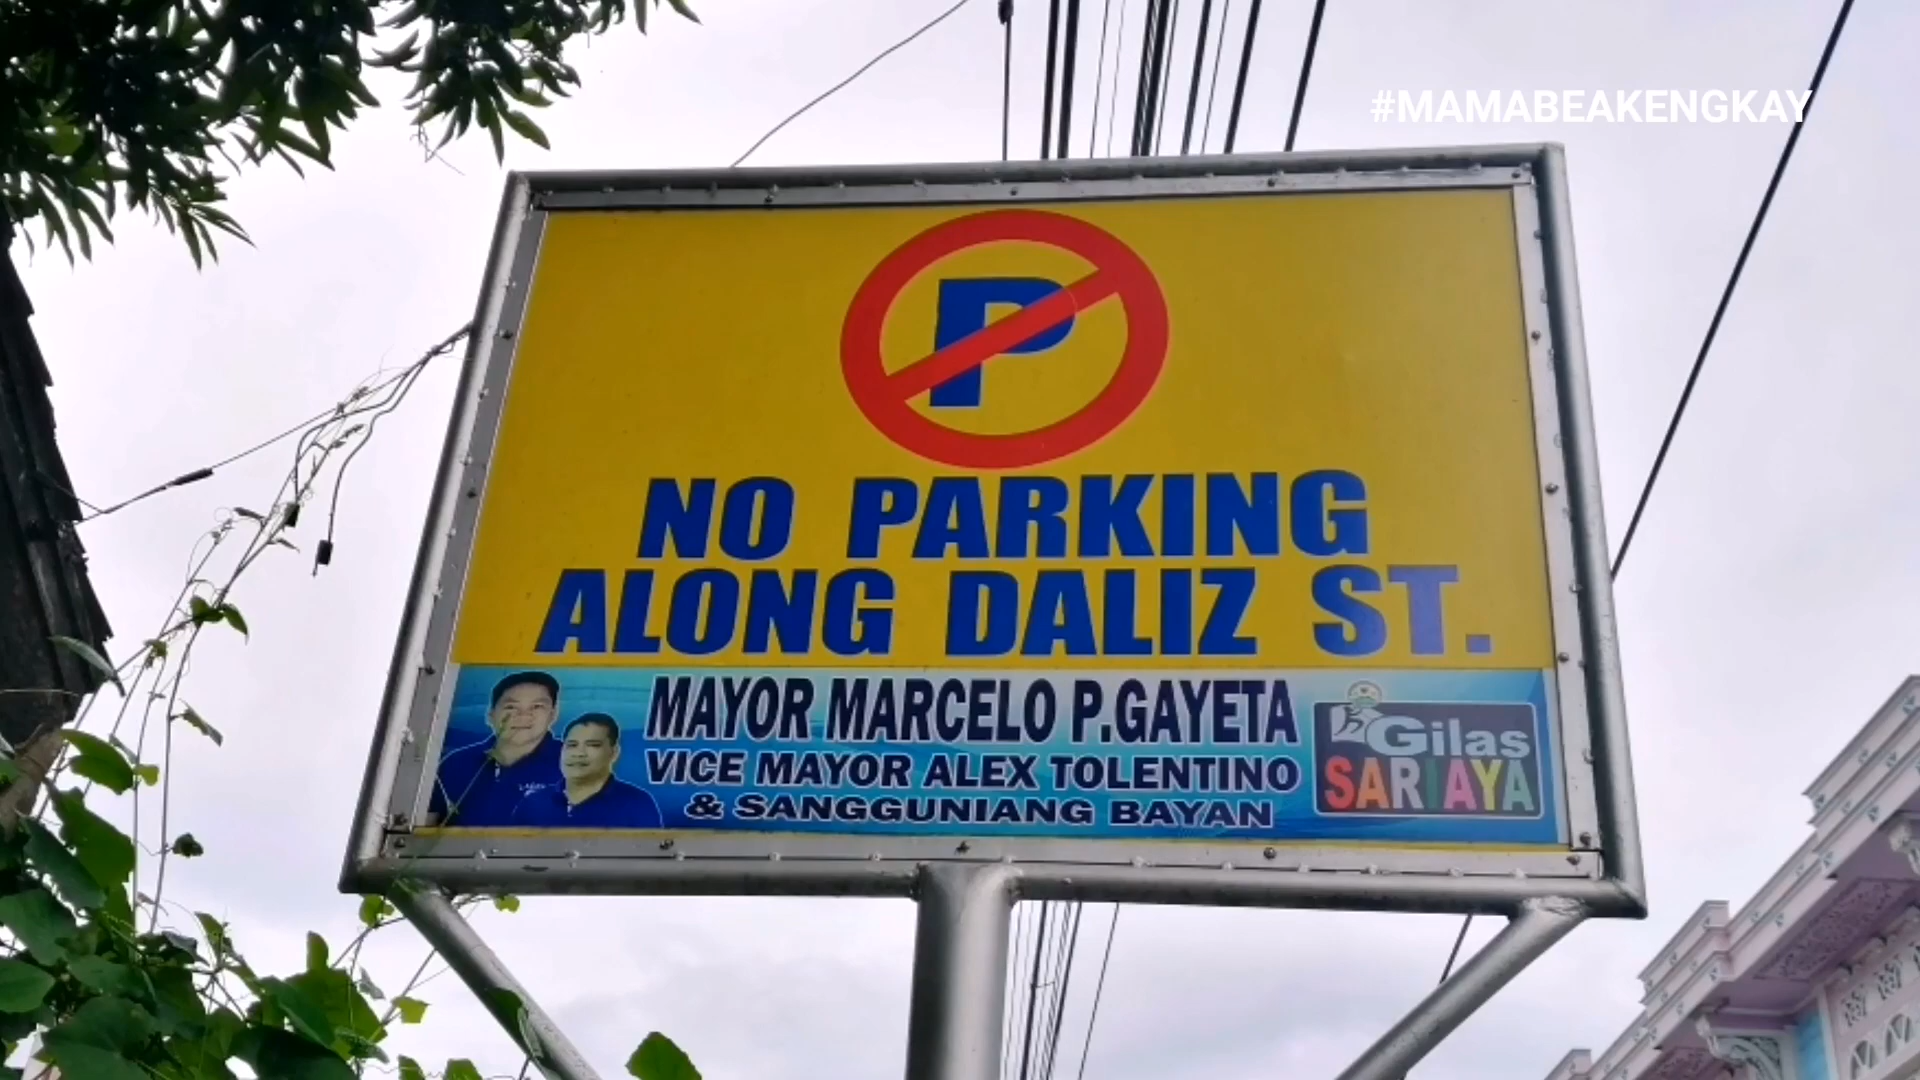 #MAMABEAKENGKAY
P
NO PARKING
ALONG DALIZ ST.
MAYOR MARCELO P.GAYETA
VICE MAYOR ALEX TOLENTINO
& SANGGUNIANG BAYAN
Gilas
SARIAYA